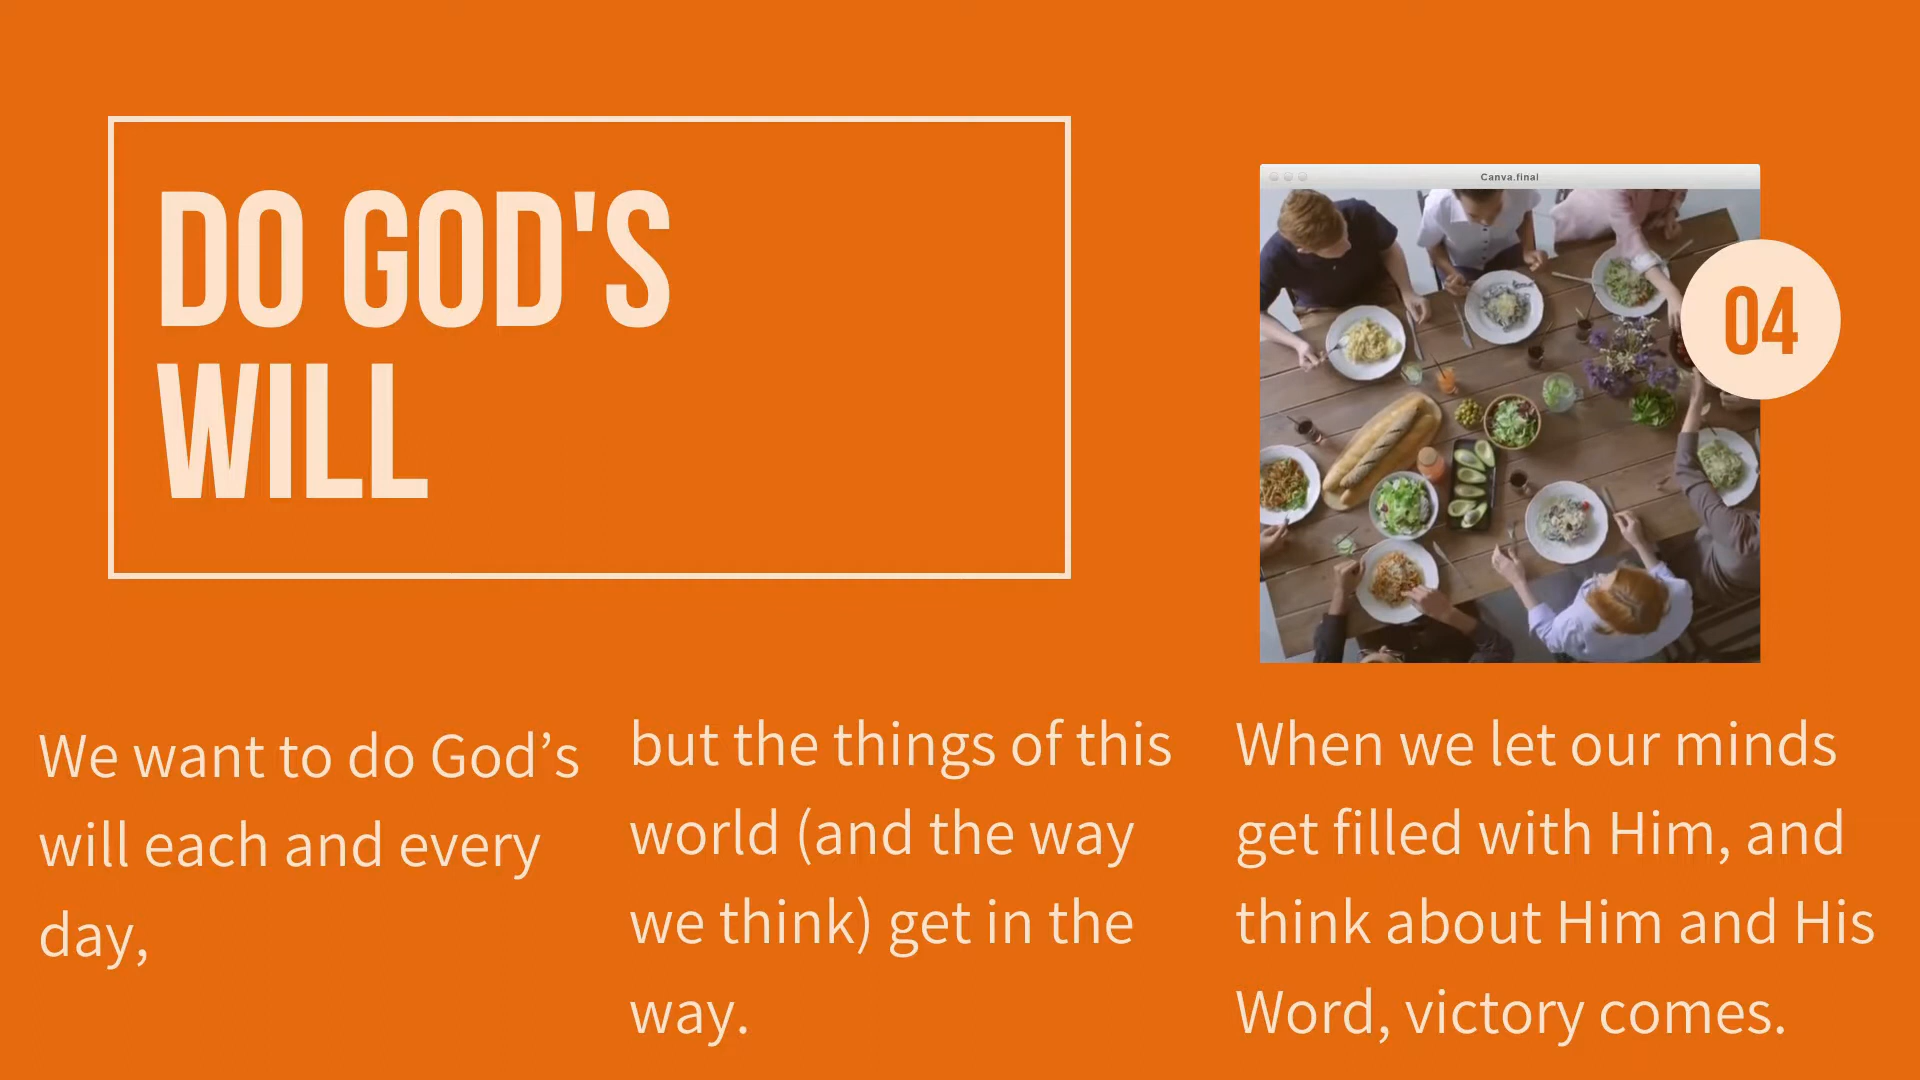 DO GOD'S
WILL
Canva.final
04
We want to do God’s
will each and every
day,
but the things of this
world (and the way
we think) get in the
way.
When we let our minds
get filled with Him, and
think about Him and His
Word, victory comes.